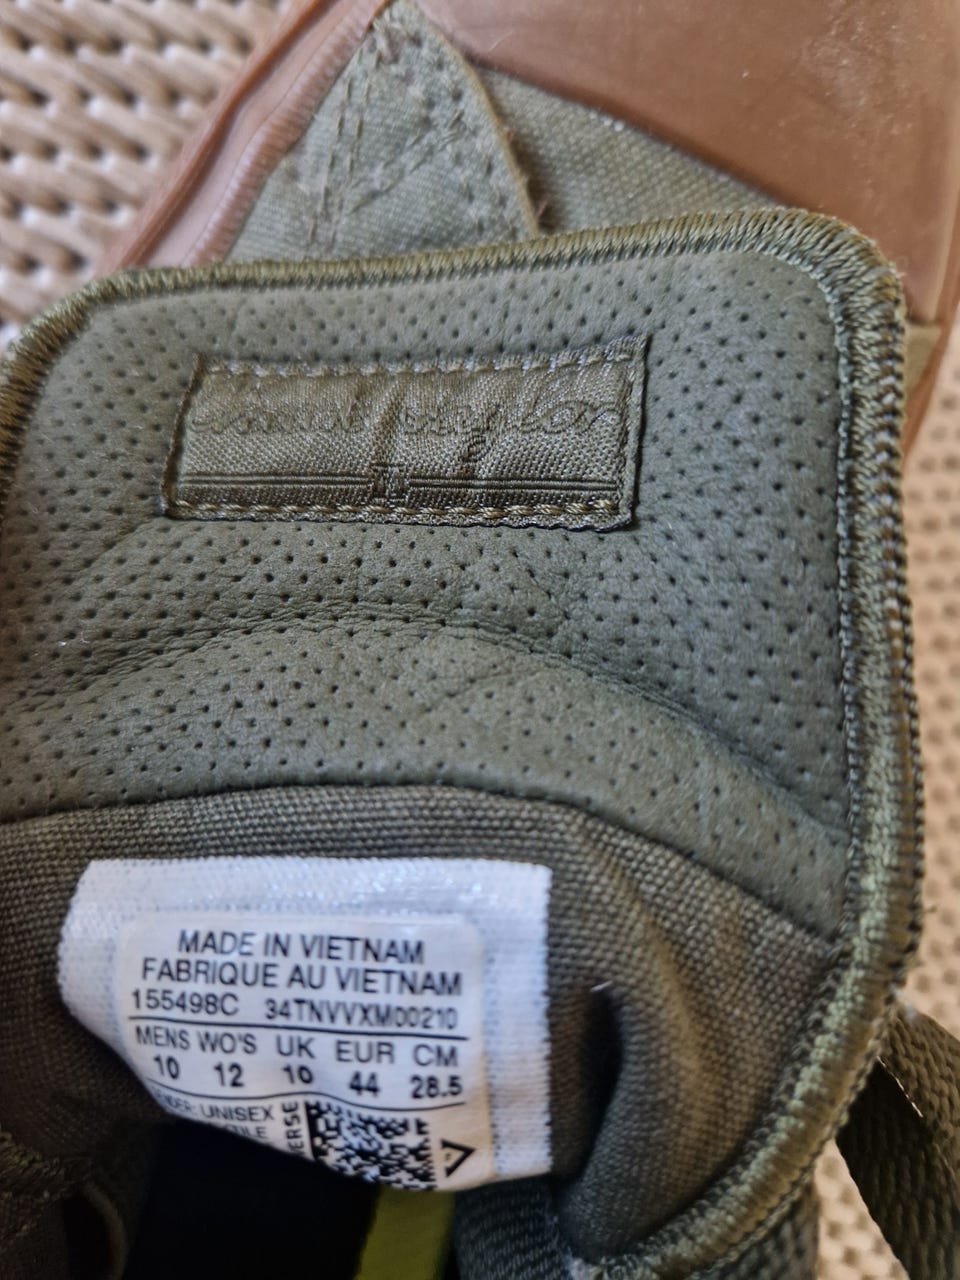 MADE IN VIETNAM
FABRIQUE AU VIETNAM
155498C 34TNVVXM00210
MENS WO'S UK EUR CM
10 12 10 44 28.5
UNISEX